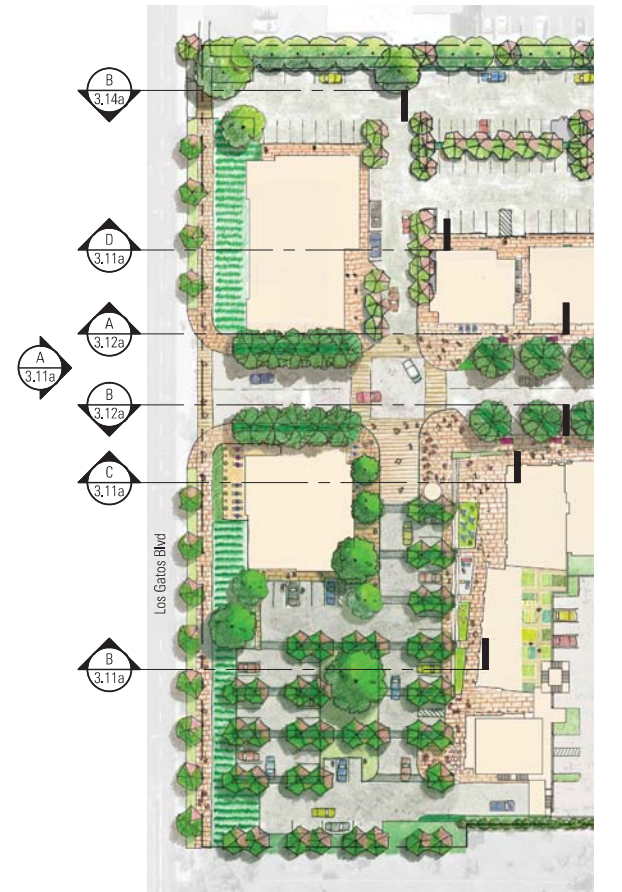 B
3.14a
D
3.11a
A
3.12a
A
3.11a
B
3.12a
C
3.11a
Los Gatos Blvd
B
3.11a